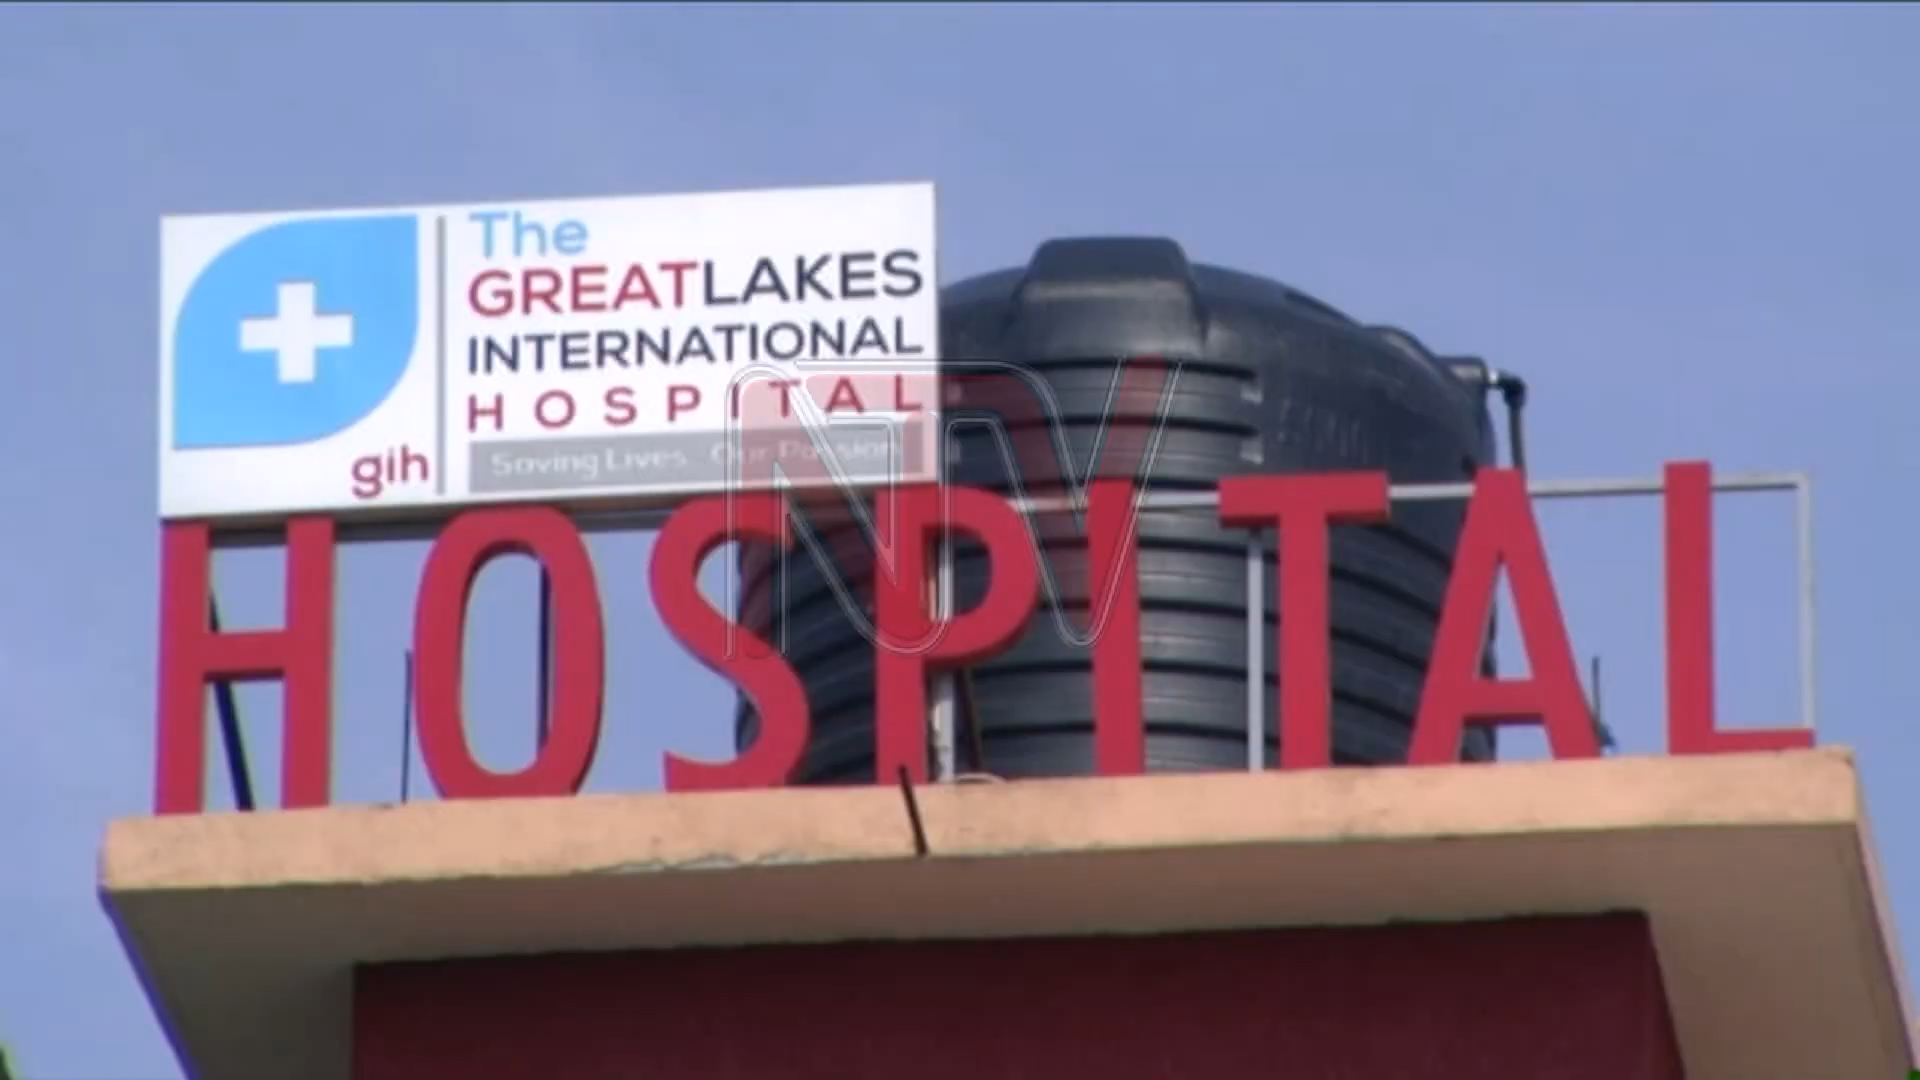 The
GREATLAKES
INTERNATIONAL
HOSPITAL
Saving Lives. Our Passion
gih
NTV
HOSPITAL